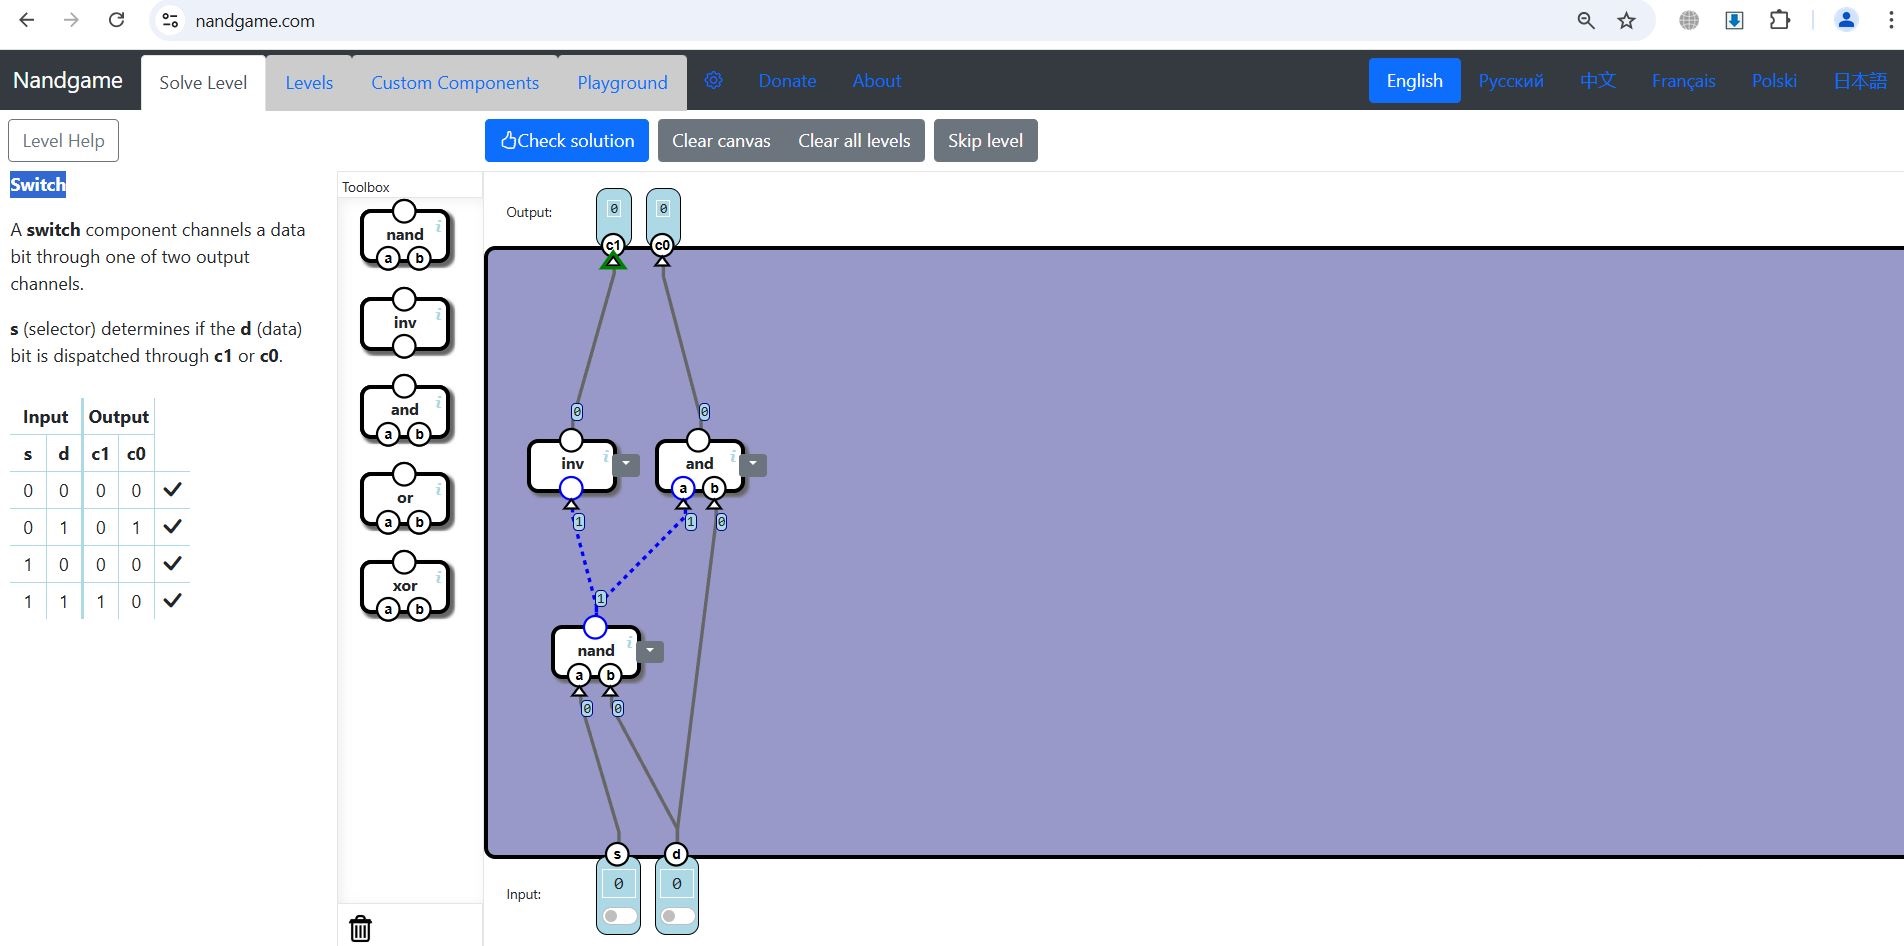 nandgame.com
Nandgame
Solve Level
Levels
Custom Components
Playground
Donate
About
English
Русский
中文
Français
Polski
日本語
Level Help
Check solution
Clear canvas
Clear all levels
Skip level
Switch
A switch component channels a data
bit through one of two output
channels.
s (selector) determines if the d (data)
bit is dispatched through c1 or c0.
Input Output
s d c1 c0
0 0 0 0
0 1 0 1
1 0 0 0
1 1 1 0
Toolbox
nand
i
a b
inv
i
and
i
a b
or
i
a b
xor
i
a b
Output:
0 0
c1 c0
0 0
inv
i
and
i
a b
1 1 0
1
nand
i
a b
0 0
s d
Input:
0 0